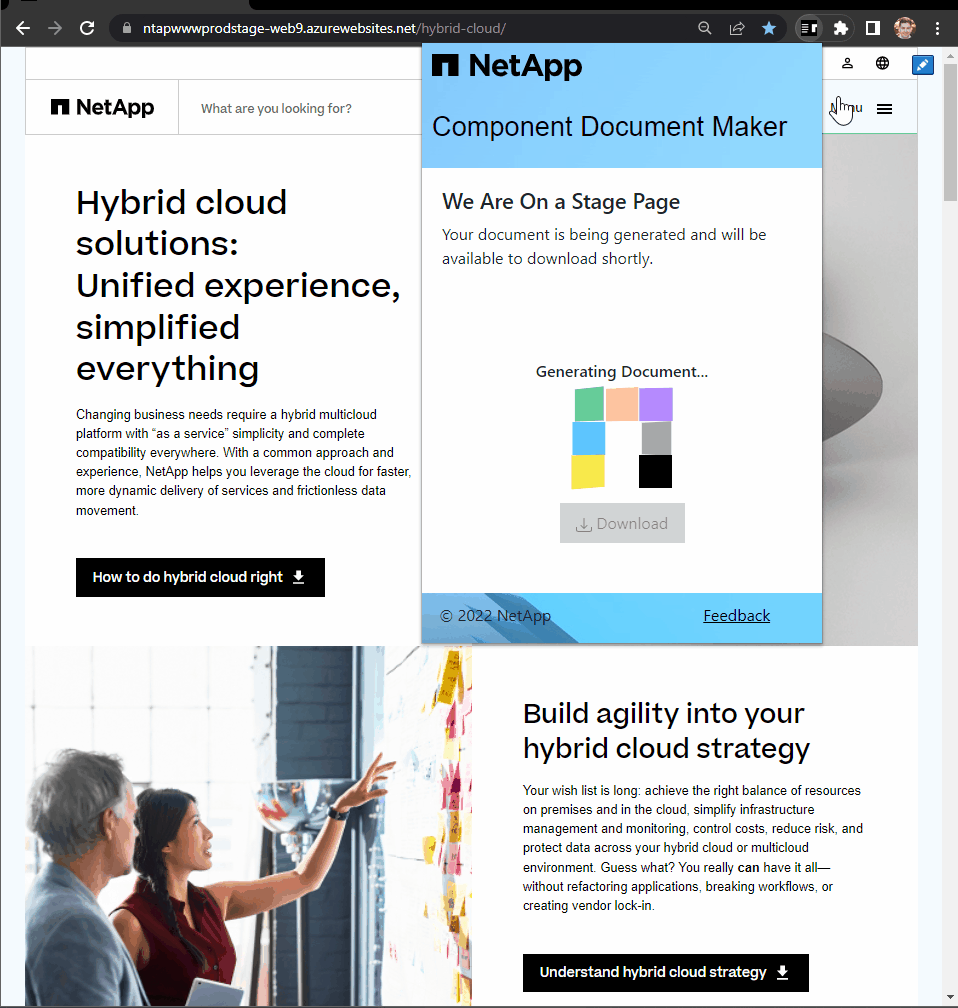 ntapwwwprodstage-web9.azurewebsites.net/hybrid-cloud/
NetApp
What are you looking for?
NetApp
Component Document Maker
We Are On a Stage Page
Your document is being generated and will be
available to download shortly.
Generating Document...
Download
© 2022 NetApp
Feedback
Menu
Hybrid cloud
solutions:
Unified experience,
simplified
everything
Changing business needs require a hybrid multicloud
platform with “as a service” simplicity and complete
compatibility everywhere. With a common approach and
experience, NetApp helps you leverage the cloud for faster,
more dynamic delivery of services and frictionless data
movement.
How to do hybrid cloud right
Build agility into your
hybrid cloud strategy
Your wish list is long: achieve the right balance of resources
on premises and in the cloud, simplify infrastructure
management and monitoring, control costs, reduce risk, and
protect data across your hybrid cloud or multicloud
environment. Guess what? You really can have it all—
without refactoring applications, breaking workflows, or
creating vendor lock-in.
Understand hybrid cloud strategy